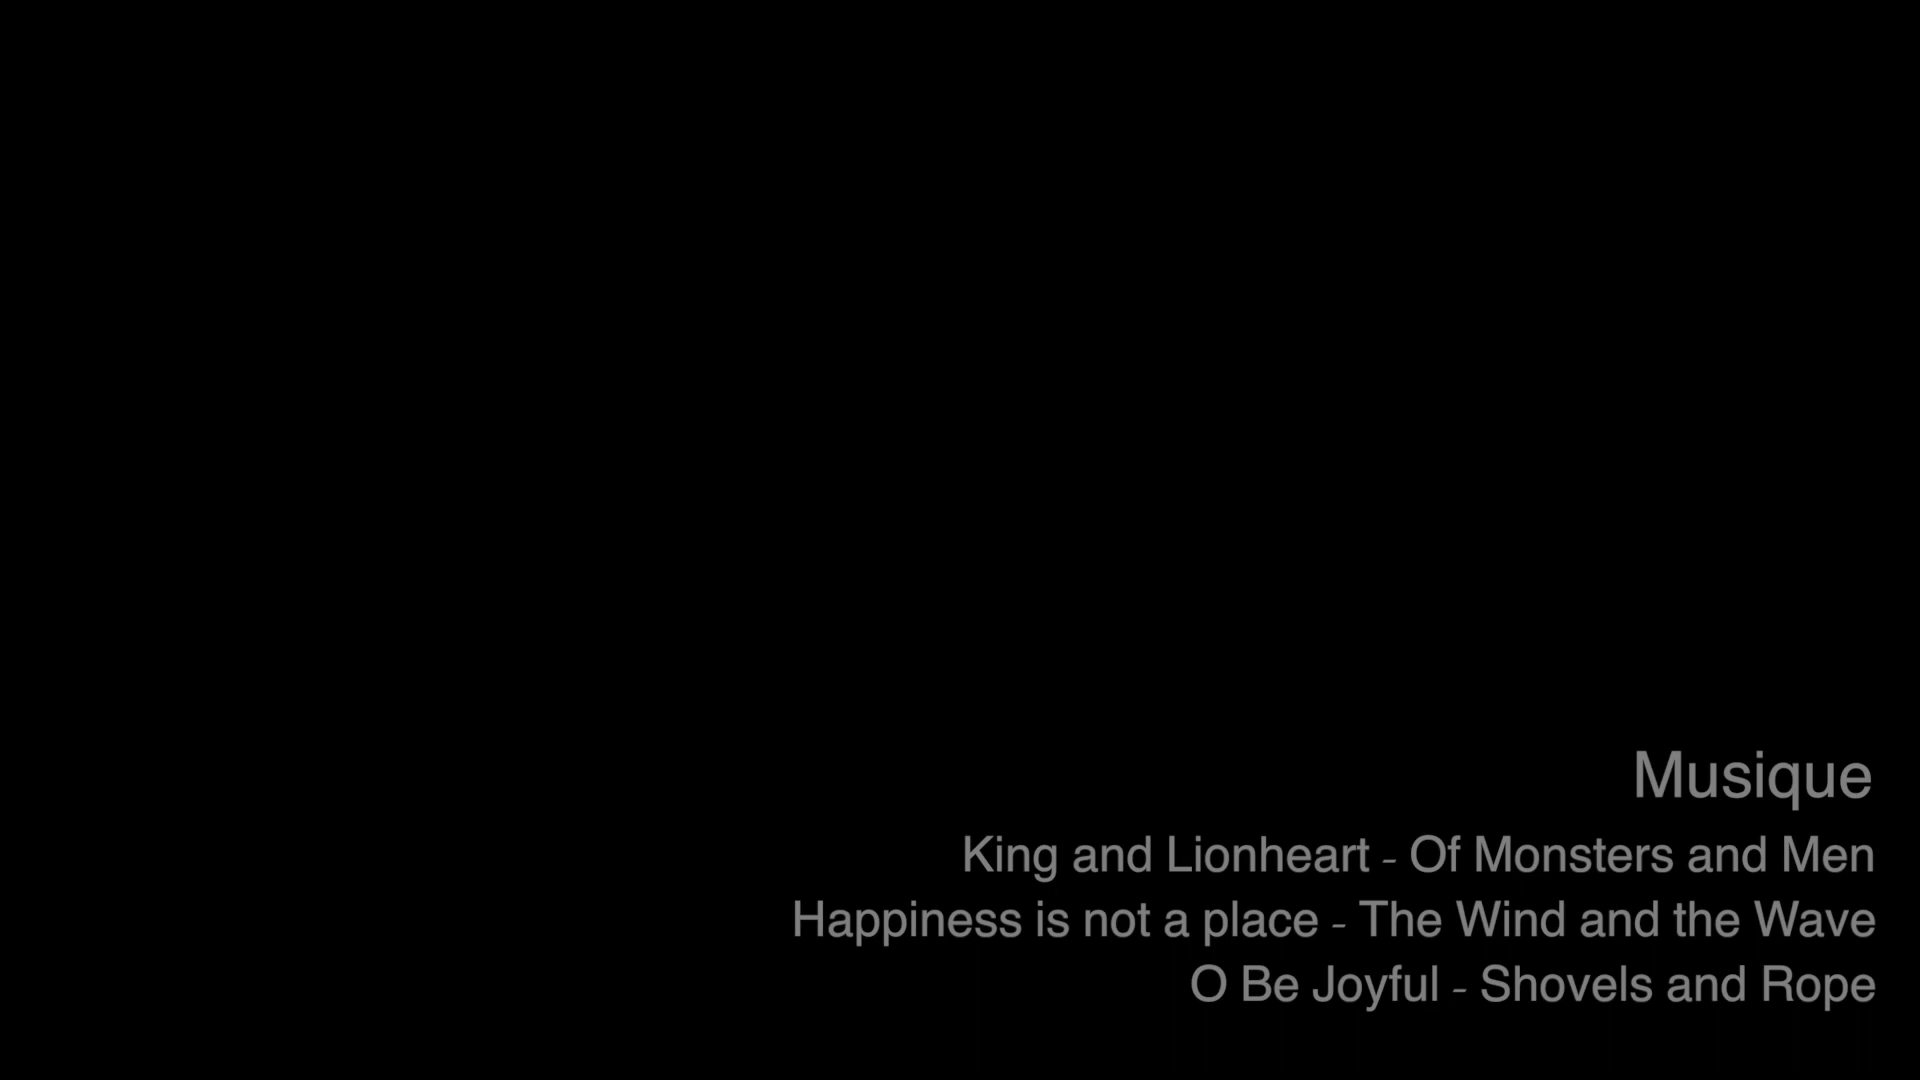 Musique
King and Lionheart - Of Monsters and Men
Happiness is not a place - The Wind and the Wave
O Be Joyful - Shovels and Rope